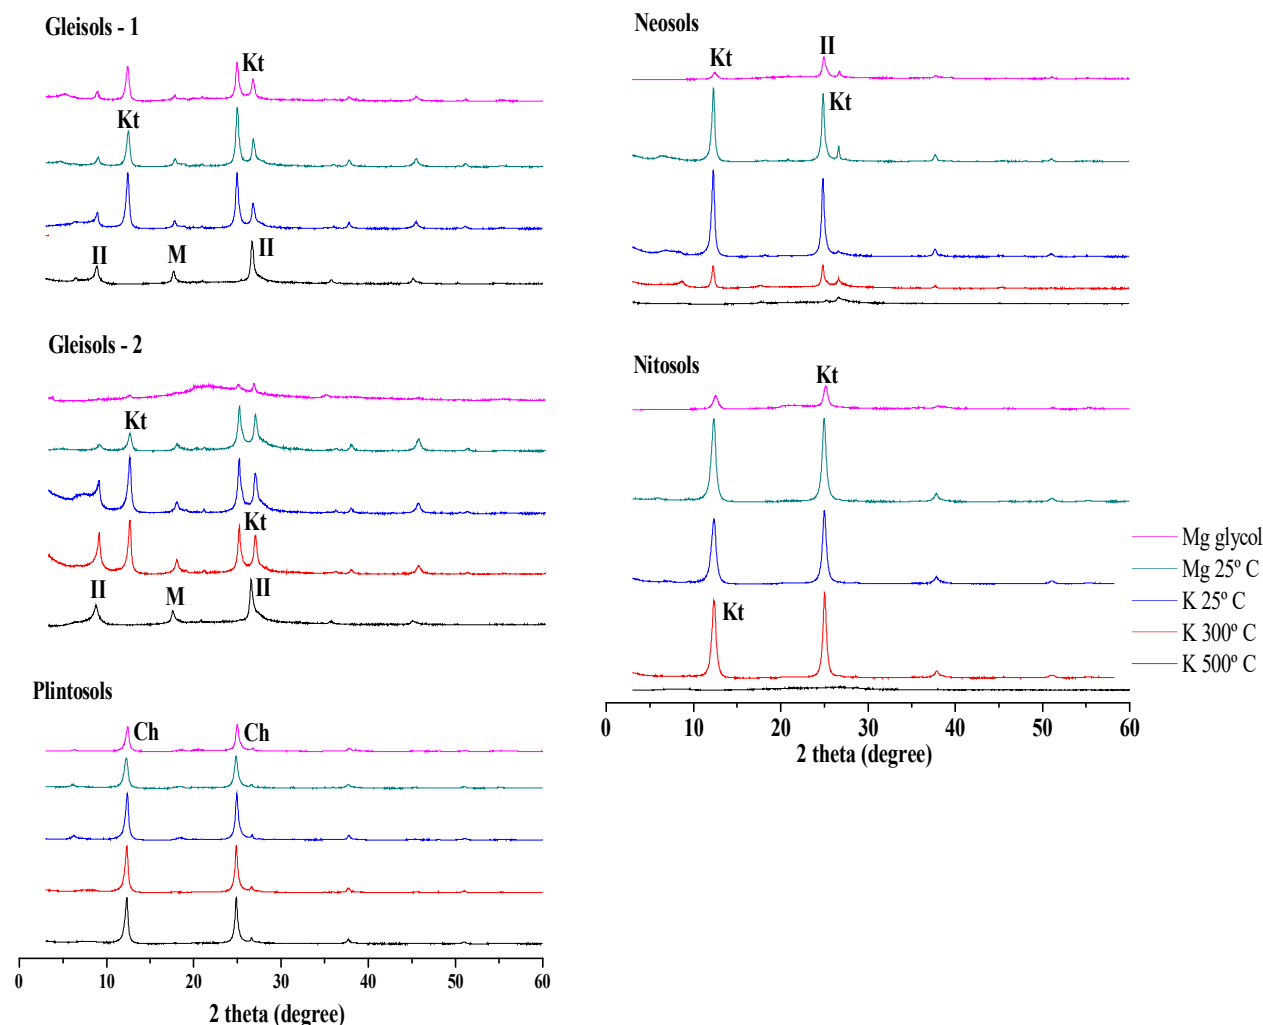 Gleisols - 1
Kt
Kt
II
M
II
Gleisols - 2
Kt
Kt
II
M
II
Plintosols
Ch
Ch
0 10 20 30 40 50 60
2 theta (degree)
Neosols
Kt
II
Kt
Nitosols
Kt
Kt
0 10 20 30 40 50 60
2 theta (degree)
Mg glycol
Mg 25º C
K 25º C
K 300º C
K 500º C